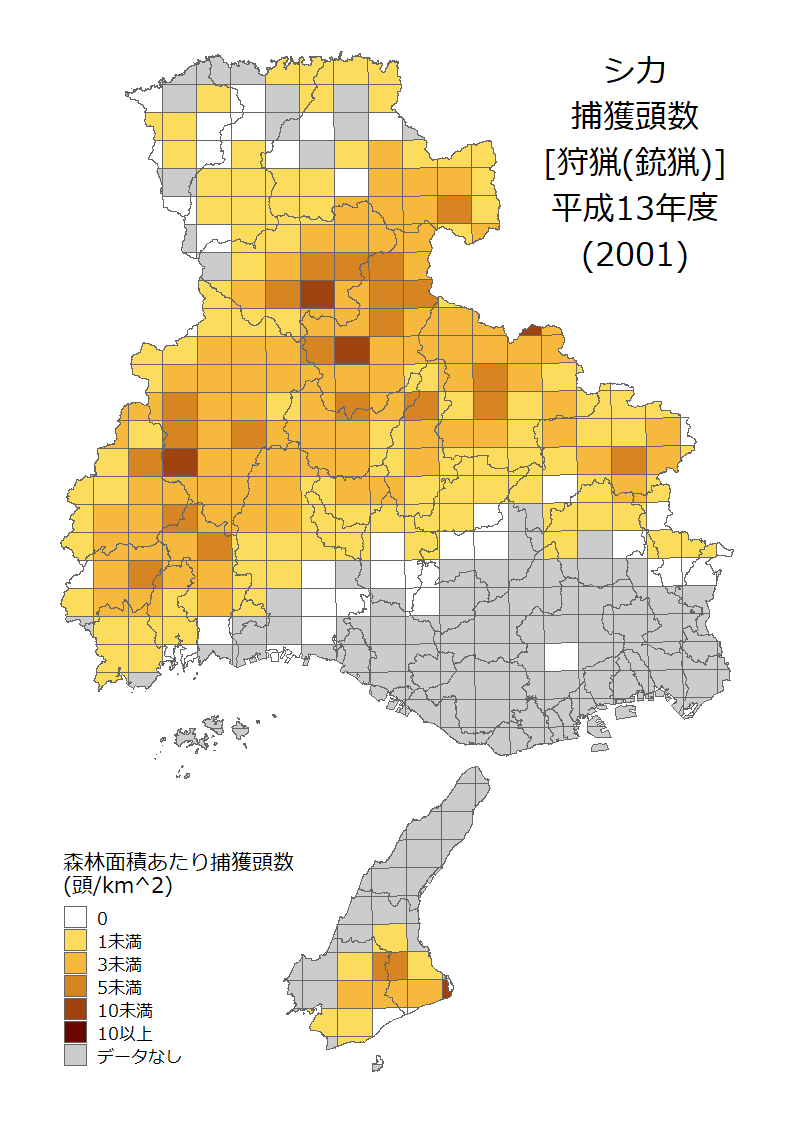 シカ
捕獲頭数
[狩猟(銃猟)]
平成13年度
(2001)
森林面積あたり捕獲頭数
(頭/km^2)
0
1未満
3未満
5未満
10未満
10以上
データなし